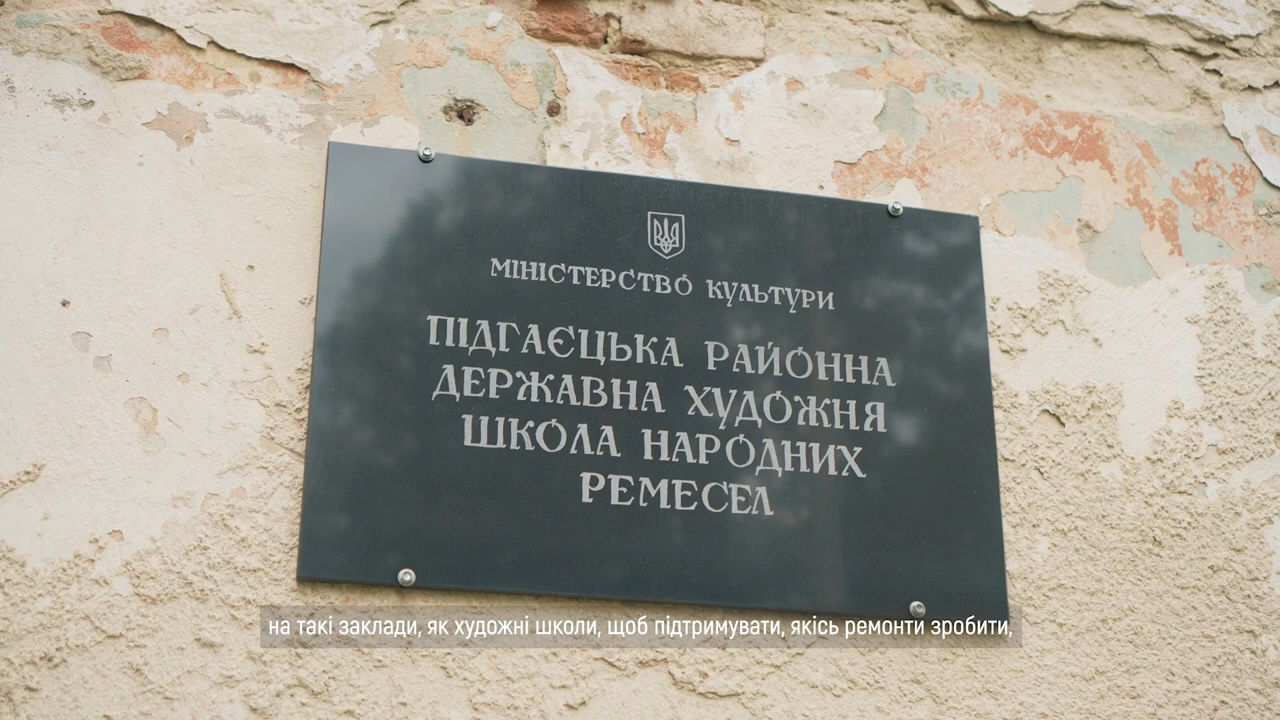 МІНІСТЕРСТВО КУЛЬТУРИ
ПІДГАЄЦЬКА РАЙОННА
ДЕРЖАВНА ХУДОЖНЯ
ШКОЛА НАРОДНИХ
РЕМЕСЕЛ
на такі заклади, як художні школи, щоб підтримувати, якісь ремонти зробити,